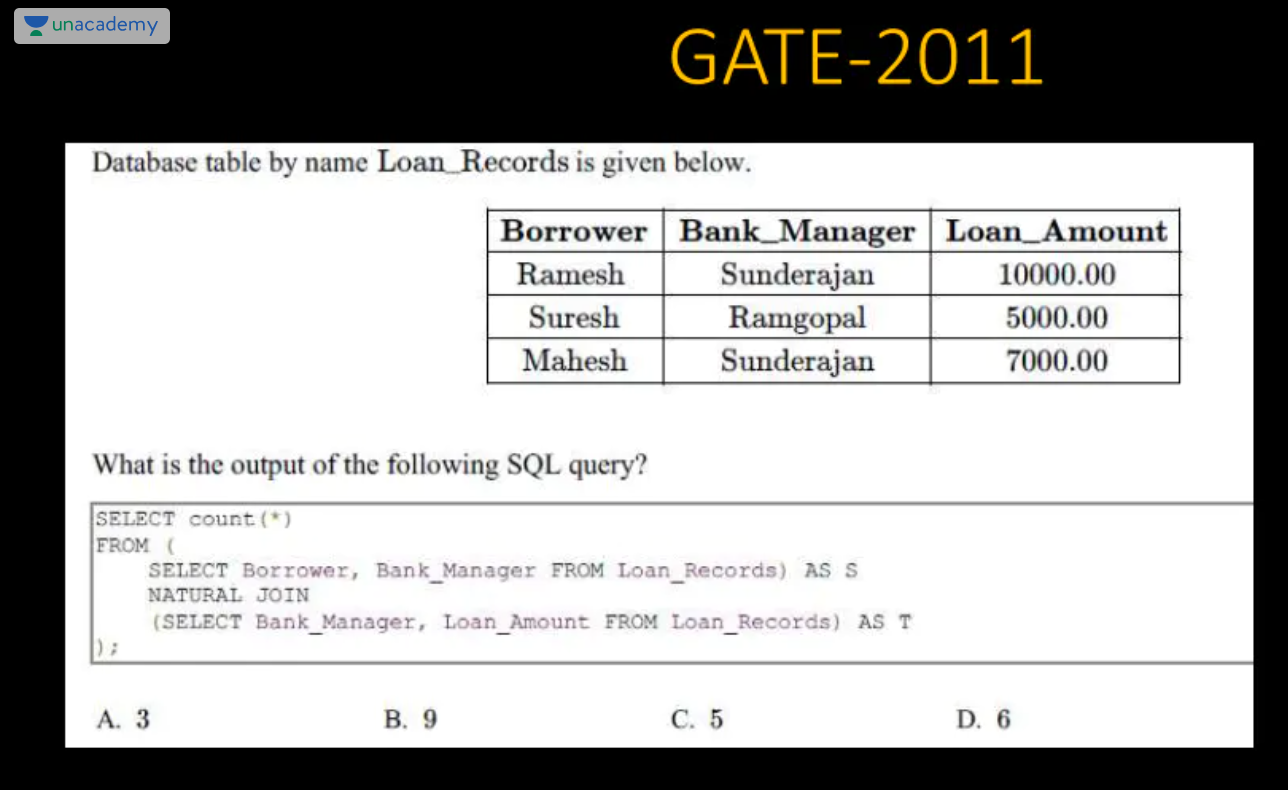 unacademy
GATE-2011
Database table by name Loan_Records is given below.
Borrower Bank_Manager Loan_Amount
Ramesh Sunderajan 10000.00
Suresh Ramgopal 5000.00
Mahesh Sunderajan 7000.00
What is the output of the following SQL query?
SELECT count(*)
FROM (
SELECT Borrower, Bank_Manager FROM Loan_Records) AS S
NATURAL JOIN
(SELECT Bank_Manager, Loan_Amount FROM Loan_Records) AS T
);
A. 3 B. 9 C. 5 D. 6